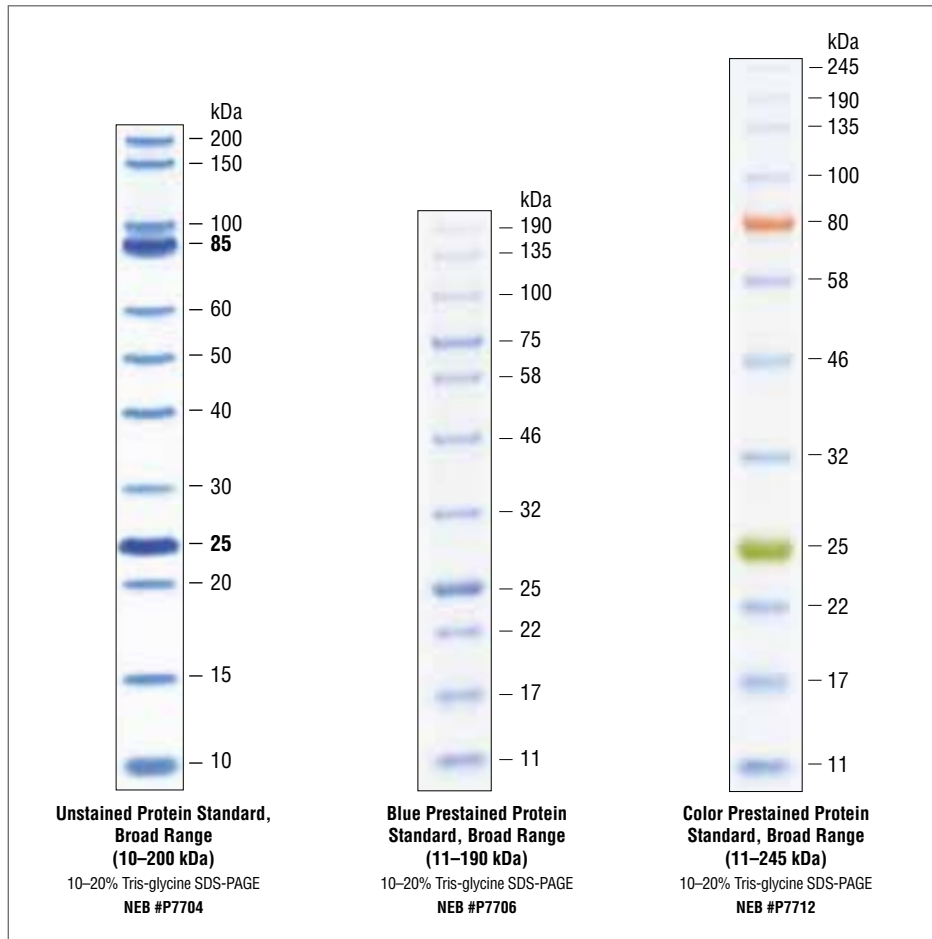 kDa
200
150
100
85
60
50
40
30
25
20
15
10
Unstained Protein Standard,
Broad Range
(10–200 kDa)
10–20% Tris-glycine SDS-PAGE
NEB #P7704
kDa
190
135
100
75
58
46
32
25
22
17
11
Blue Prestained Protein
Standard, Broad Range
(11–190 kDa)
10–20% Tris-glycine SDS-PAGE
NEB #P7706
kDa
245
190
135
100
80
58
46
32
25
22
17
11
Color Prestained Protein
Standard, Broad Range
(11–245 kDa)
10–20% Tris-glycine SDS-PAGE
NEB #P7712